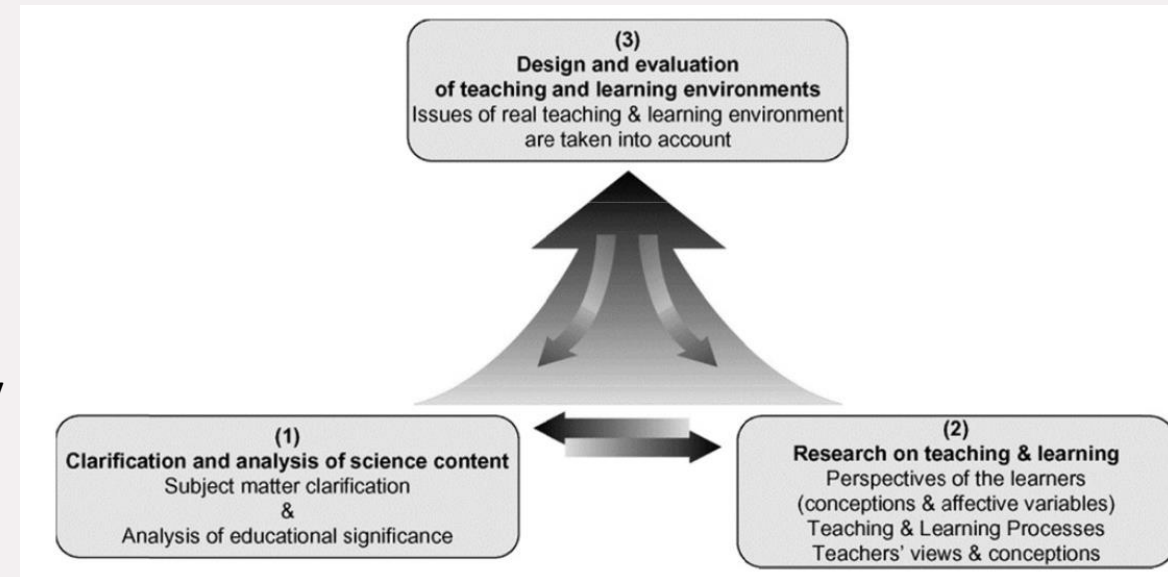 (3)
Design and evaluation
of teaching and learning environments
Issues of real teaching & learning environment
are taken into account
(1)
Clarification and analysis of science content
Subject matter clarification
&
Analysis of educational significance
(2)
Research on teaching & learning
Perspectives of the learners
(conceptions & affective variables)
Teaching & Learning Processes
Teachers' views & conceptions